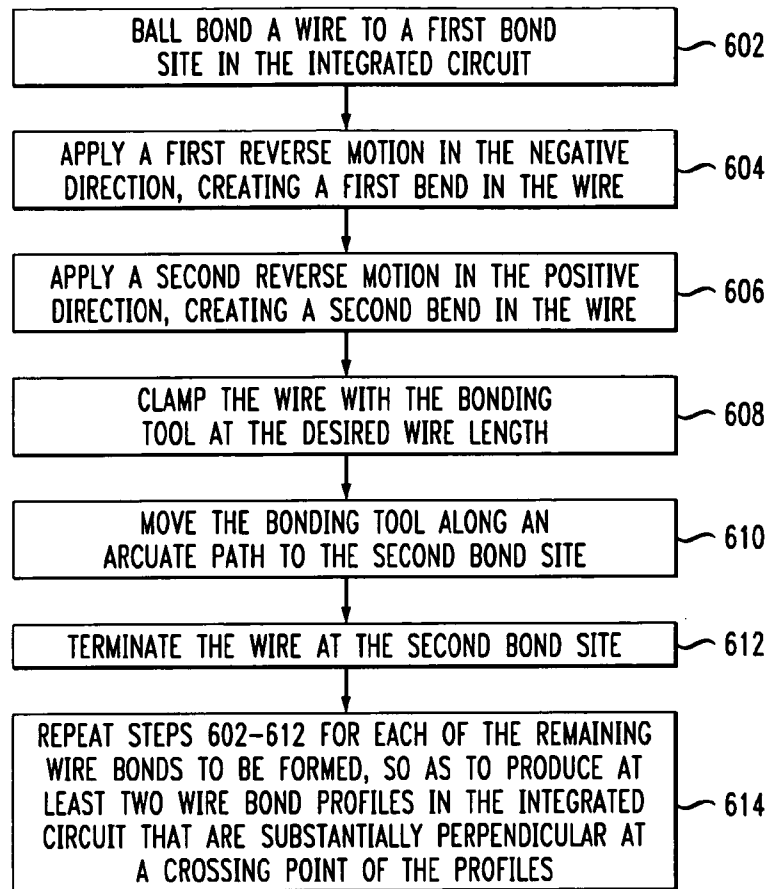 BALL BOND A WIRE TO A FIRST BOND
SITE IN THE INTEGRATED CIRCUIT
602
APPLY A FIRST REVERSE MOTION IN THE NEGATIVE
DIRECTION, CREATING A FIRST BEND IN THE WIRE
604
APPLY A SECOND REVERSE MOTION IN THE POSITIVE
DIRECTION, CREATING A SECOND BEND IN THE WIRE
606
CLAMP THE WIRE WITH THE BONDING
TOOL AT THE DESIRED WIRE LENGTH
608
MOVE THE BONDING TOOL ALONG AN
ARCUATE PATH TO THE SECOND BOND SITE
610
TERMINATE THE WIRE AT THE SECOND BOND SITE
612
REPEAT STEPS 602-612 FOR EACH OF THE REMAINING
WIRE BONDS TO BE FORMED, SO AS TO PRODUCE AT
LEAST TWO WIRE BOND PROFILES IN THE INTEGRATED
CIRCUIT THAT ARE SUBSTANTIALLY PERPENDICULAR AT
A CROSSING POINT OF THE PROFILES
614